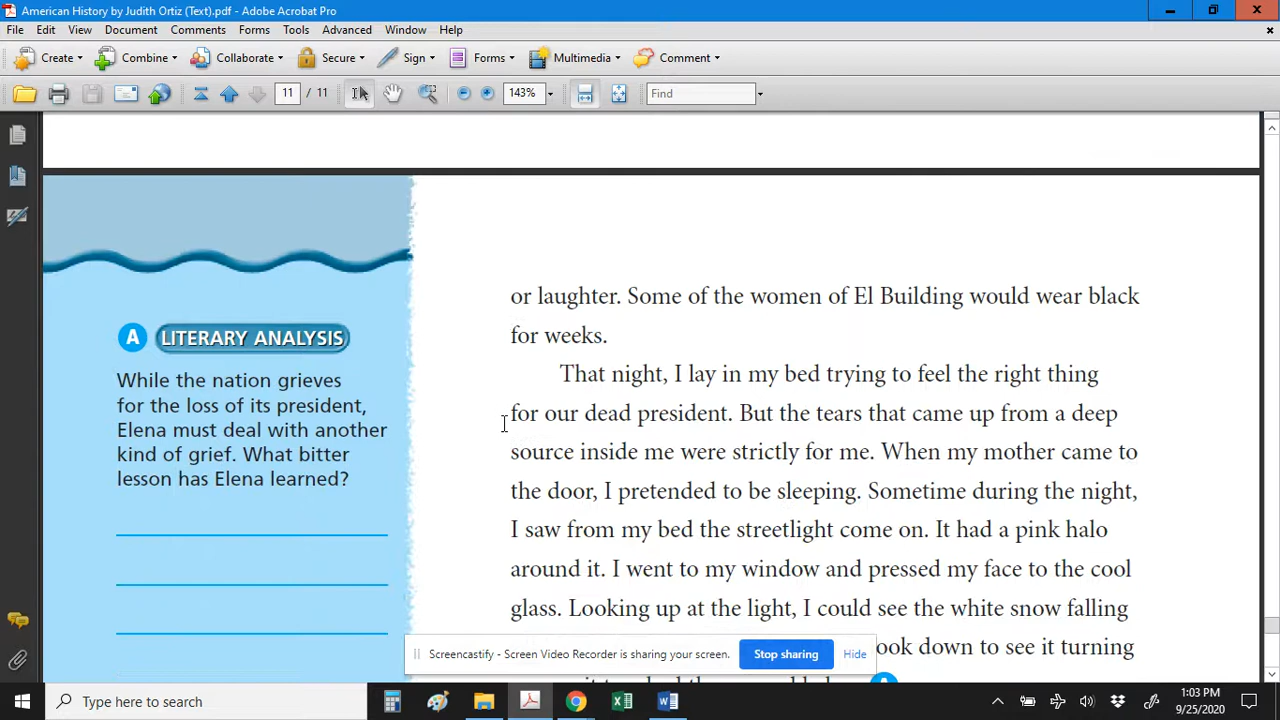 American History by Judith Ortiz (Text).pdf - Adobe Acrobat Pro
File Edit View Document Comments Forms Tools Advanced Window Help
Create Combine Collaborate Secure Sign Forms Multimedia Comment
11 / 11 143% Find
or laughter. Some of the women of El Building would wear black
for weeks.
That night, I lay in my bed trying to feel the right thing
for our dead president. But the tears that came up from a deep
source inside me were strictly for me. When my mother came to
the door, I pretended to be sleeping. Sometime during the night,
I saw from my bed the streetlight come on. It had a pink halo
around it. I went to my window and pressed my face to the cool
glass. Looking up at the light, I could see the white snow falling
ook down to see it turning
A LITERARY ANALYSIS
While the nation grieves
for the loss of its president,
Elena must deal with another
kind of grief. What bitter
lesson has Elena learned?
Screencastify - Screen Video Recorder is sharing your screen. Stop sharing Hide
Type here to search
1:03 PM
9/25/2020